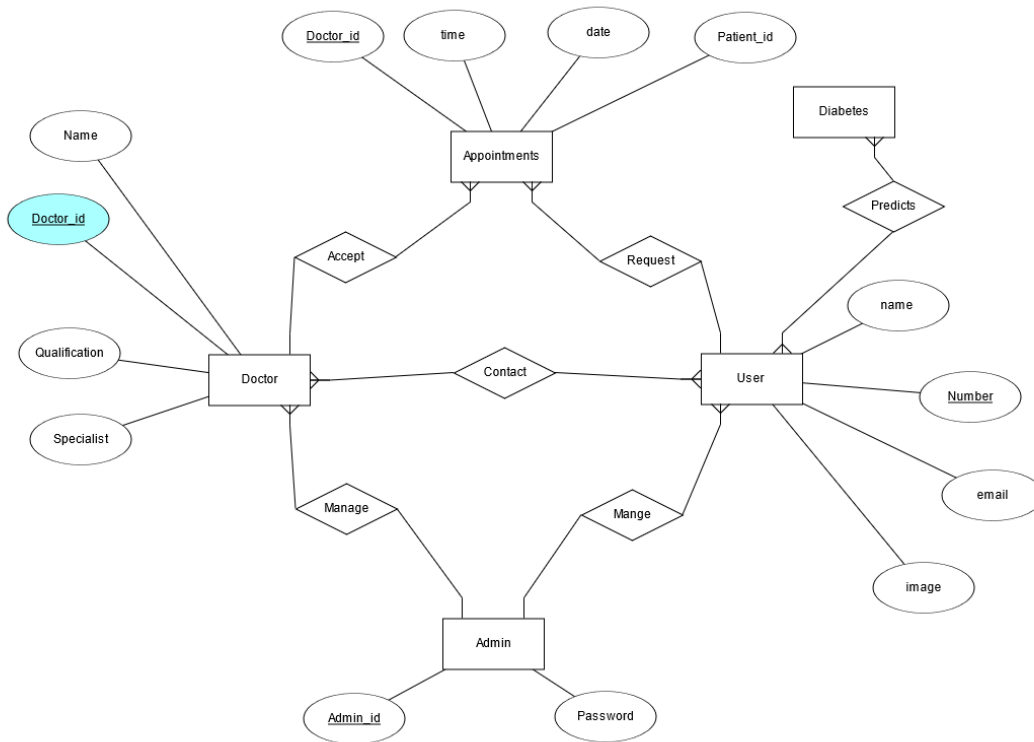 Doctor_id
time
date
Patient_id
Diabetes
Name
Appointments
Doctor_id
Predicts
Accept
Request
name
Qualification
Doctor
Contact
User
Number
Specialist
email
Manage
Mange
image
Admin
Admin_id
Password